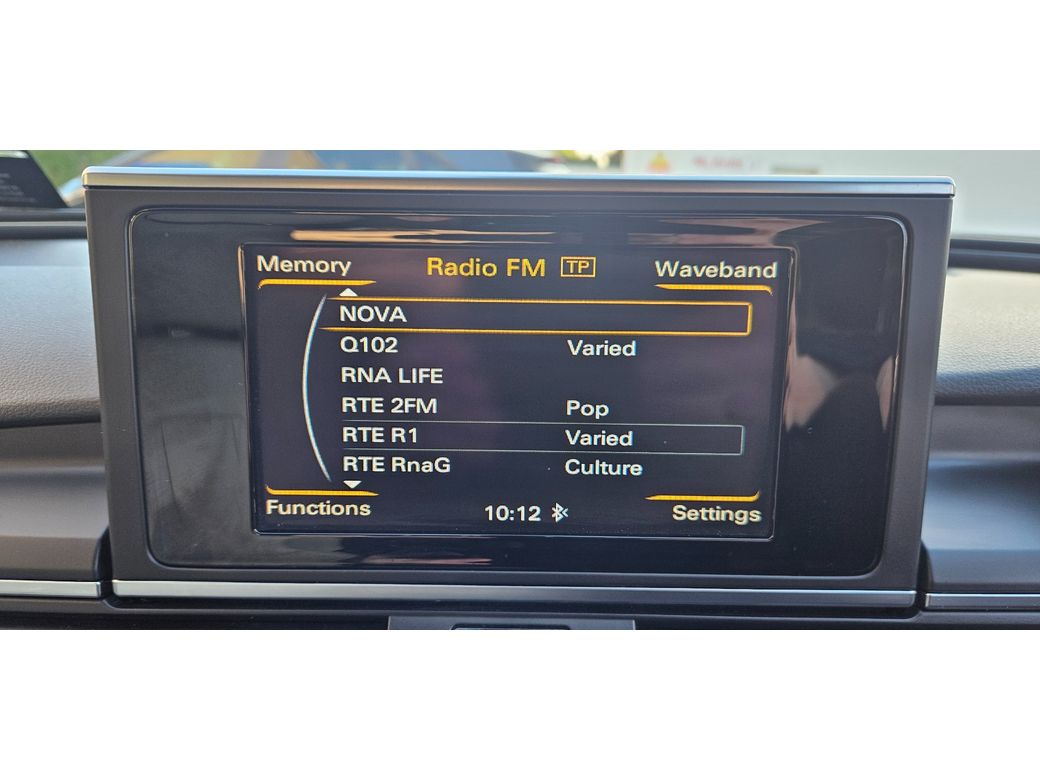 Memory Radio FM TP Waveband
NOVA
Q102 Varied
RNA LIFE
RTE 2FM Pop
RTE R1 Varied
RTE RnaG Culture
Functions 10:12 Settings